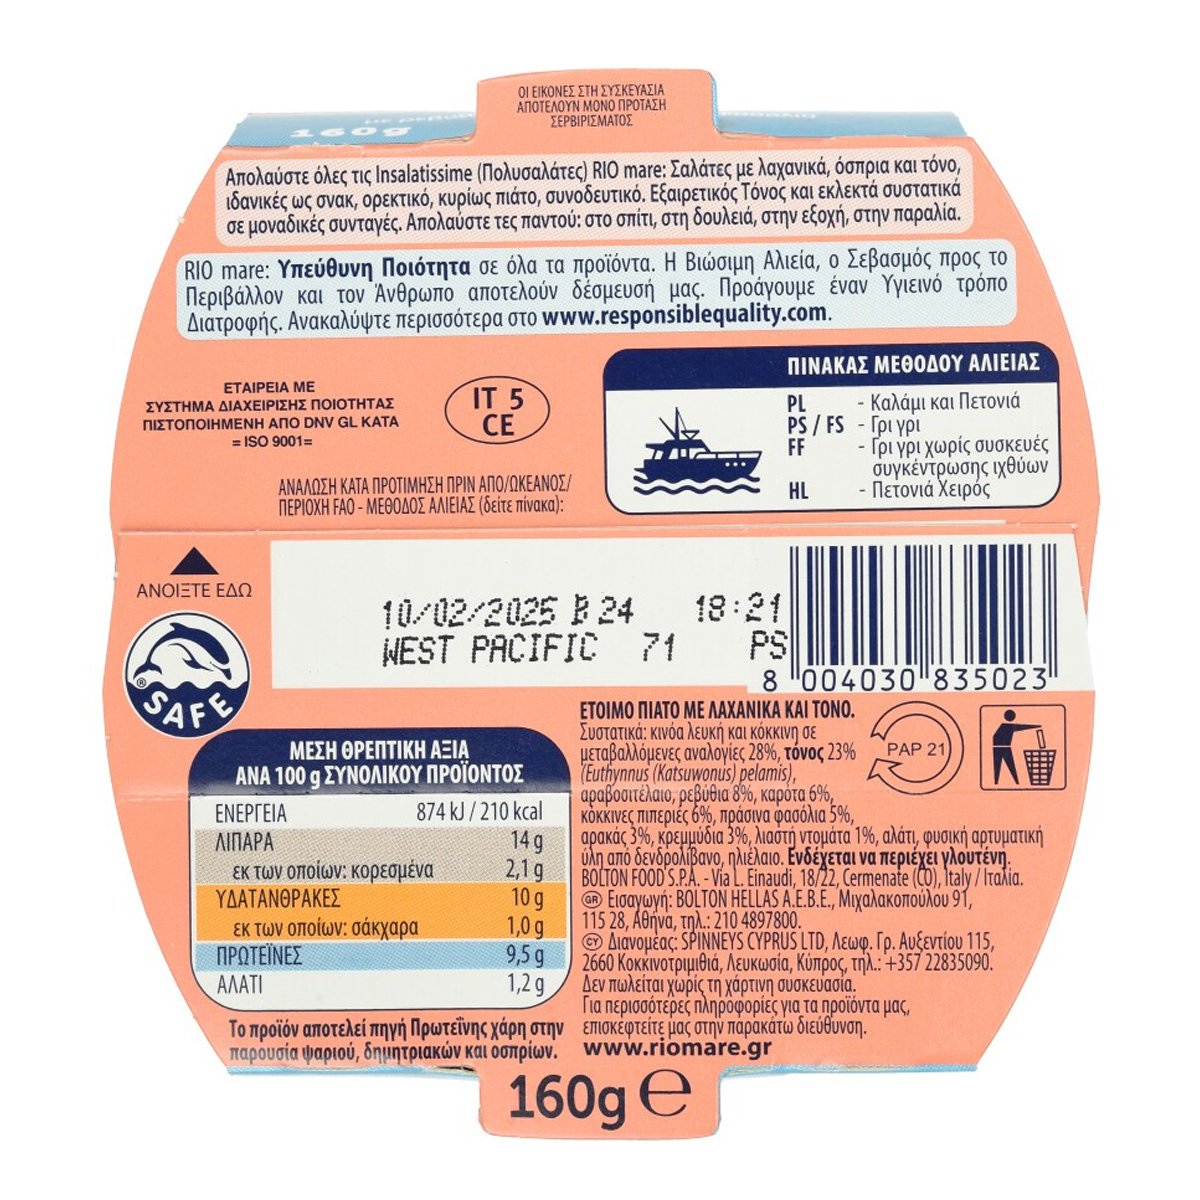 ΟΙ ΕΙΚΟΝΕΣ ΣΤΗ ΣΥΣΚΕΥΑΣΙΑ
ΑΠΟΤΕΛΟΥΝ ΜΟΝΟ ΠΡΟΤΑΣΗ
ΣΕΡΒΙΡΙΣΜΑΤΟΣ
160g
Απολαύστε όλες τις Insalatissime (Πολυσαλάτες) RIO mare: Σαλάτες με λαχανικά, όσπρια και τόνο,
ιδανικές ως σνακ, ορεκτικό, κυρίως πιάτο, συνοδευτικό. Εξαιρετικός Τόνος και εκλεκτά συστατικά
σε μοναδικές συνταγές. Απολαύστε τες παντού: στο σπίτι, στη δουλειά, στην εξοχή, στην παραλία.
RIO mare: Υπεύθυνη Ποιότητα σε όλα τα προϊόντα. Η Βιώσιμη Αλιεία, ο Σεβασμός προς το
Περιβάλλον και τον Άνθρωπο αποτελούν δέσμευσή μας. Προάγουμε έναν Υγιεινό τρόπο
Διατροφής. Ανακαλύψτε περισσότερα στο www.responsiblequality.com.
ΕΤΑΙΡΕΙΑ ΜΕ
ΣΥΣΤΗΜΑ ΔΙΑΧΕΙΡΙΣΗΣ ΠΟΙΟΤΗΤΑΣ
ΠΙΣΤΟΠΟΙΗΜΕΝΗ ΑΠΟ DNV GL ΚΑΤΑ
= ISO 9001=
IT 5
CE
ΠΙΝΑΚΑΣ ΜΕΘΟΔΟΥ ΑΛΙΕΙΑΣ
PL - Καλάμι και Πετονιά
PS / FS - Γρι γρι
FF - Γρι γρι χωρίς συσκευές
συγκέντρωσης ιχθύων
HL - Πετονιά Χειρός
ΑΝΑΛΩΣΗ ΚΑΤΑ ΠΡΟΤΙΜΗΣΗ ΠΡΙΝ ΑΠΟ/ΩΚΕΑΝΟΣ/
ΠΕΡΙΟΧΗ FAO - ΜΕΘΟΔΟΣ ΑΛΙΕΙΑΣ (δείτε πίνακα):
ΑΝΟΙΞΤΕ ΕΔΩ
® SAFE
10/02/2025 B 24 18:21
WEST PACIFIC 71 PS
8 004030 835023
ΜΕΣΗ ΘΡΕΠΤΙΚΗ ΑΞΙΑ
ΑΝΑ 100 g ΣΥΝΟΛΙΚΟΥ ΠΡΟΪΟΝΤΟΣ
ΕΝΕΡΓΕΙΑ 874 kJ / 210 kcal
ΛΙΠΑΡΑ 14 g
εκ των οποίων: κορεσμένα 2,1 g
ΥΔΑΤΑΝΘΡΑΚΕΣ 10 g
εκ των οποίων: σάκχαρα 1,0 g
ΠΡΩΤΕΪΝΕΣ 9,5 g
ΑΛΑΤΙ 1,2 g
Το προϊόν αποτελεί πηγή Πρωτεΐνης χάρη στην
παρουσία ψαριού, δημητριακών και οσπρίων.
ΕΤΟΙΜΟ ΠΙΑΤΟ ΜΕ ΛΑΧΑΝΙΚΑ ΚΑΙ ΤΟΝΟ.
Συστατικά: κινόα λευκή και κόκκινη σε
μεταβαλλόμενες αναλογίες 28%, τόνος 23%
(Euthynnus (Katsuwonus) pelamis),
αραβοσιτέλαιο, ρεβύθια 8%, καρότα 6%,
κόκκινες πιπεριές 6%, πράσινα φασόλια 5%,
αρακάς 3%, κρεμμύδια 3%, λιαστή ντομάτα 1%, αλάτι, φυσική αρτυματική
ύλη από δενδρολίβανο, ηλιέλαιο. Ενδέχεται να περιέχει γλουτένη.
BOLTON FOOD S.P.A. - Via L. Einaudi, 18/22, Cermenate (CO), Italy / Italia.
GR Εισαγωγή: BOLTON HELLAS A.E.B.E., Μιχαλακοπούλου 91,
115 28, Αθήνα, τηλ.: 210 4897800.
CY Διανομέας: SPINNEYS CYPRUS LTD, Λεωφ. Γρ. Αυξεντίου 115,
2660 Κοκκινοτριμιθιά, Λευκωσία, Κύπρος, τηλ.: +357 22835090.
Δεν πωλείται χωρίς τη χάρτινη συσκευασία.
Για περισσότερες πληροφορίες για τα προϊόντα μας,
επισκεφτείτε μας στην παρακάτω διεύθυνση.
www.riomare.gr
PAP 21
160g e